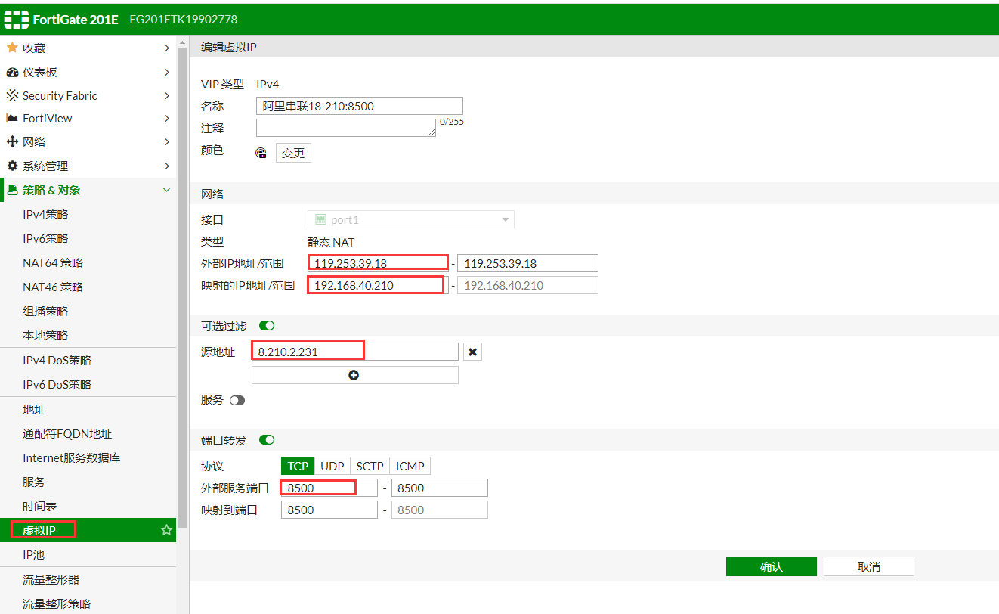 FortiGate 201E FG201ETK19902778
收藏
仪表板
Security Fabric
FortiView
网络
系统管理
策略 & 对象
IPv4策略
IPv6策略
NAT64 策略
NAT46 策略
组播策略
本地策略
IPv4 DoS策略
IPv6 DoS策略
地址
通配符FQDN地址
Internet服务数据库
服务
时间表
虚拟IP
IP池
流量整形器
流量整形策略
编辑虚拟IP
VIP 类型 IPv4
名称 阿里串联18-210:8500
注释 0/255
颜色 变更
网络
接口 port1
类型 静态 NAT
外部IP地址/范围 119.253.39.18 - 119.253.39.18
映射的IP地址/范围 192.168.40.210 - 192.168.40.210
可选过滤
源地址 8.210.2.231
服务
端口转发
协议 TCP UDP SCTP ICMP
外部服务端口 8500 - 8500
映射到端口 8500 - 8500
确认 取消